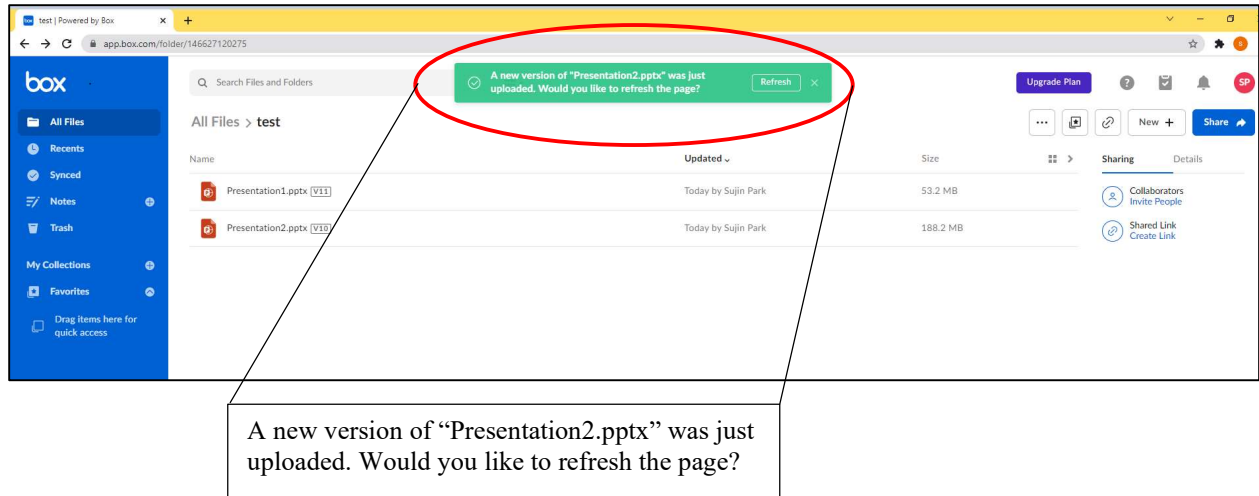 box test | Powered by Box × +
app.box.com/folder/146627120275 S
box
Search Files and Folders
A new version of "Presentation2.pptx" was just
uploaded. Would you like to refresh the page?
Refresh ×
Upgrade Plan
? SP
All Files
Recents
Synced
Notes
Trash
My Collections
Favorites
Drag items here for
quick access
All Files > test
... New + Share
Name Updated Size
Presentation1.pptx V11 Today by Sujin Park 53.2 MB
Presentation2.pptx V10 Today by Sujin Park 188.2 MB
Sharing Details
Collaborators
Invite People
Shared Link
Create Link
A new version of “Presentation2.pptx” was just
uploaded. Would you like to refresh the page?